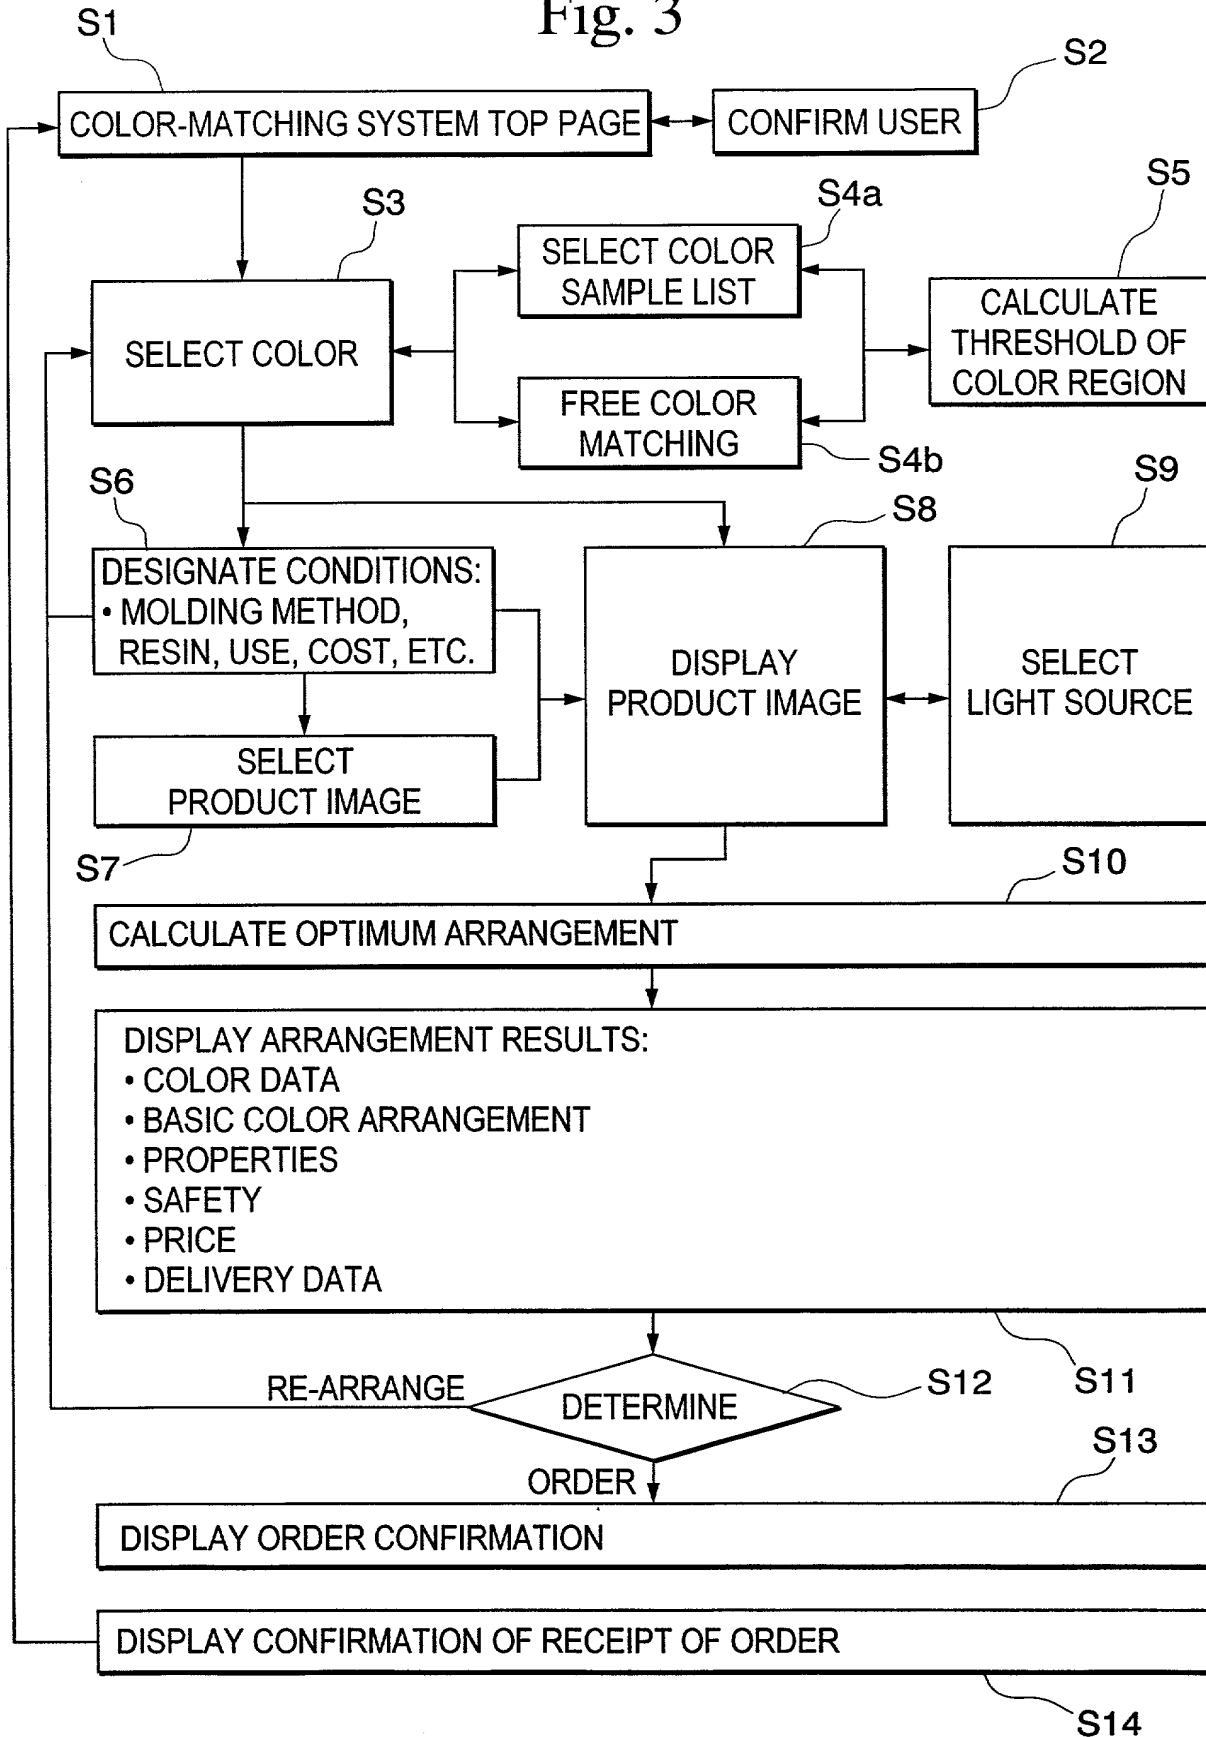 Fig. 3
S1
S2
COLOR-MATCHING SYSTEM TOP PAGE
CONFIRM USER
S3
S4a
S5
SELECT COLOR
SAMPLE LIST
SELECT COLOR
CALCULATE
THRESHOLD OF
COLOR REGION
FREE COLOR
MATCHING
S4b
S6
S8
S9
DESIGNATE CONDITIONS:
• MOLDING METHOD,
RESIN, USE, COST, ETC.
DISPLAY
PRODUCT IMAGE
SELECT
LIGHT SOURCE
SELECT
PRODUCT IMAGE
S7
S10
CALCULATE OPTIMUM ARRANGEMENT
DISPLAY ARRANGEMENT RESULTS:
• COLOR DATA
• BASIC COLOR ARRANGEMENT
• PROPERTIES
• SAFETY
• PRICE
• DELIVERY DATA
S11
RE-ARRANGE
DETERMINE
S12
S13
ORDER
DISPLAY ORDER CONFIRMATION
DISPLAY CONFIRMATION OF RECEIPT OF ORDER
S14